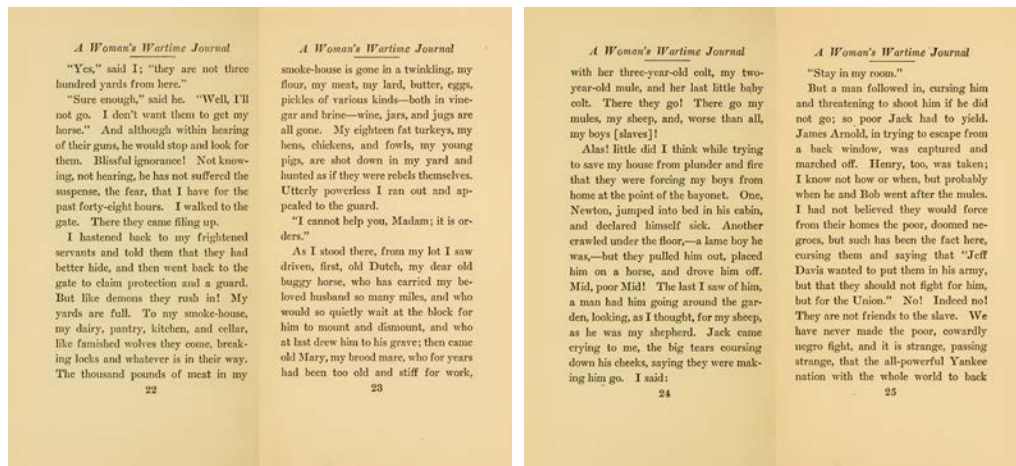 A Woman's Wartime Journal
"Yes," said I; "they are not three
hundred yards from here."
"Sure enough," said he. "Well, I'll
not go. I don't want them to get my
horse." And although within hearing
of their guns, he would stop and look for
them. Blissful ignorance! Not know-
ing, not hearing, he has not suffered the
suspense, the fear, that I have for the
past forty-eight hours. I walked to the
gate. There they came filing up.
I hastened back to my frightened
servants and told them that they had
better hide, and then went back to the
gate to claim protection and a guard.
But like demons they rush in! My
yards are full. To my smoke-house,
my dairy, pantry, kitchen, and cellar,
like famished wolves they come, break-
ing locks and whatever is in their way.
The thousand pounds of meat in my
22
A Woman's Wartime Journal
smoke-house is gone in a twinkling, my
flour, my meat, my lard, butter, eggs,
pickles of various kinds—both in vine-
gar and brine—wine, jars, and jugs are
all gone. My eighteen fat turkeys, my
hens, chickens, and fowls, my young
pigs, are shot down in my yard and
hunted as if they were rebels themselves.
Utterly powerless I ran out and ap-
pealed to the guard.
"I cannot help you, Madam; it is or-
ders."
As I stood there, from my lot I saw
driven, first, old Dutch, my dear old
buggy horse, who has carried my be-
loved husband so many miles, and who
would so quietly wait at the block for
him to mount and dismount, and who
at last drew him to his grave; then came
old Mary, my brood mare, who for years
had been too old and stiff for work,
23
A Woman's Wartime Journal
with her three-year-old colt, my two-
year-old mule, and her last little baby
colt. There they go! There go my
mules, my sheep, and, worse than all,
my boys [slaves]!
Alas! little did I think while trying
to save my house from plunder and fire
that they were forcing my boys from
home at the point of the bayonet. One,
Newton, jumped into bed in his cabin,
and declared himself sick. Another
crawled under the floor,—a lame boy he
was,—but they pulled him out, placed
him on a horse, and drove him off.
Mid, poor Mid! The last I saw of him,
a man had him going around the gar-
den, looking, as I thought, for my sheep,
as he was my shepherd. Jack came
crying to me, the big tears coursing
down his cheeks, saying they were mak-
ing him go. I said:
24
A Woman's Wartime Journal
"Stay in my room."
But a man followed in, cursing him
and threatening to shoot him if he did
not go; so poor Jack had to yield.
James Arnold, in trying to escape from
a back window, was captured and
marched off. Henry, too, was taken;
I know not how or when, but probably
when he and Bob went after the mules.
I had not believed they would force
from their homes the poor, doomed ne-
groes, but such has been the fact here,
cursing them and saying that "Jeff
Davis wanted to put them in his army,
but that they should not fight for him,
but for the Union." No! Indeed no!
They are not friends to the slave. We
have never made the poor, cowardly
negro fight, and it is strange, passing
strange, that the all-powerful Yankee
nation with the whole world to back
25